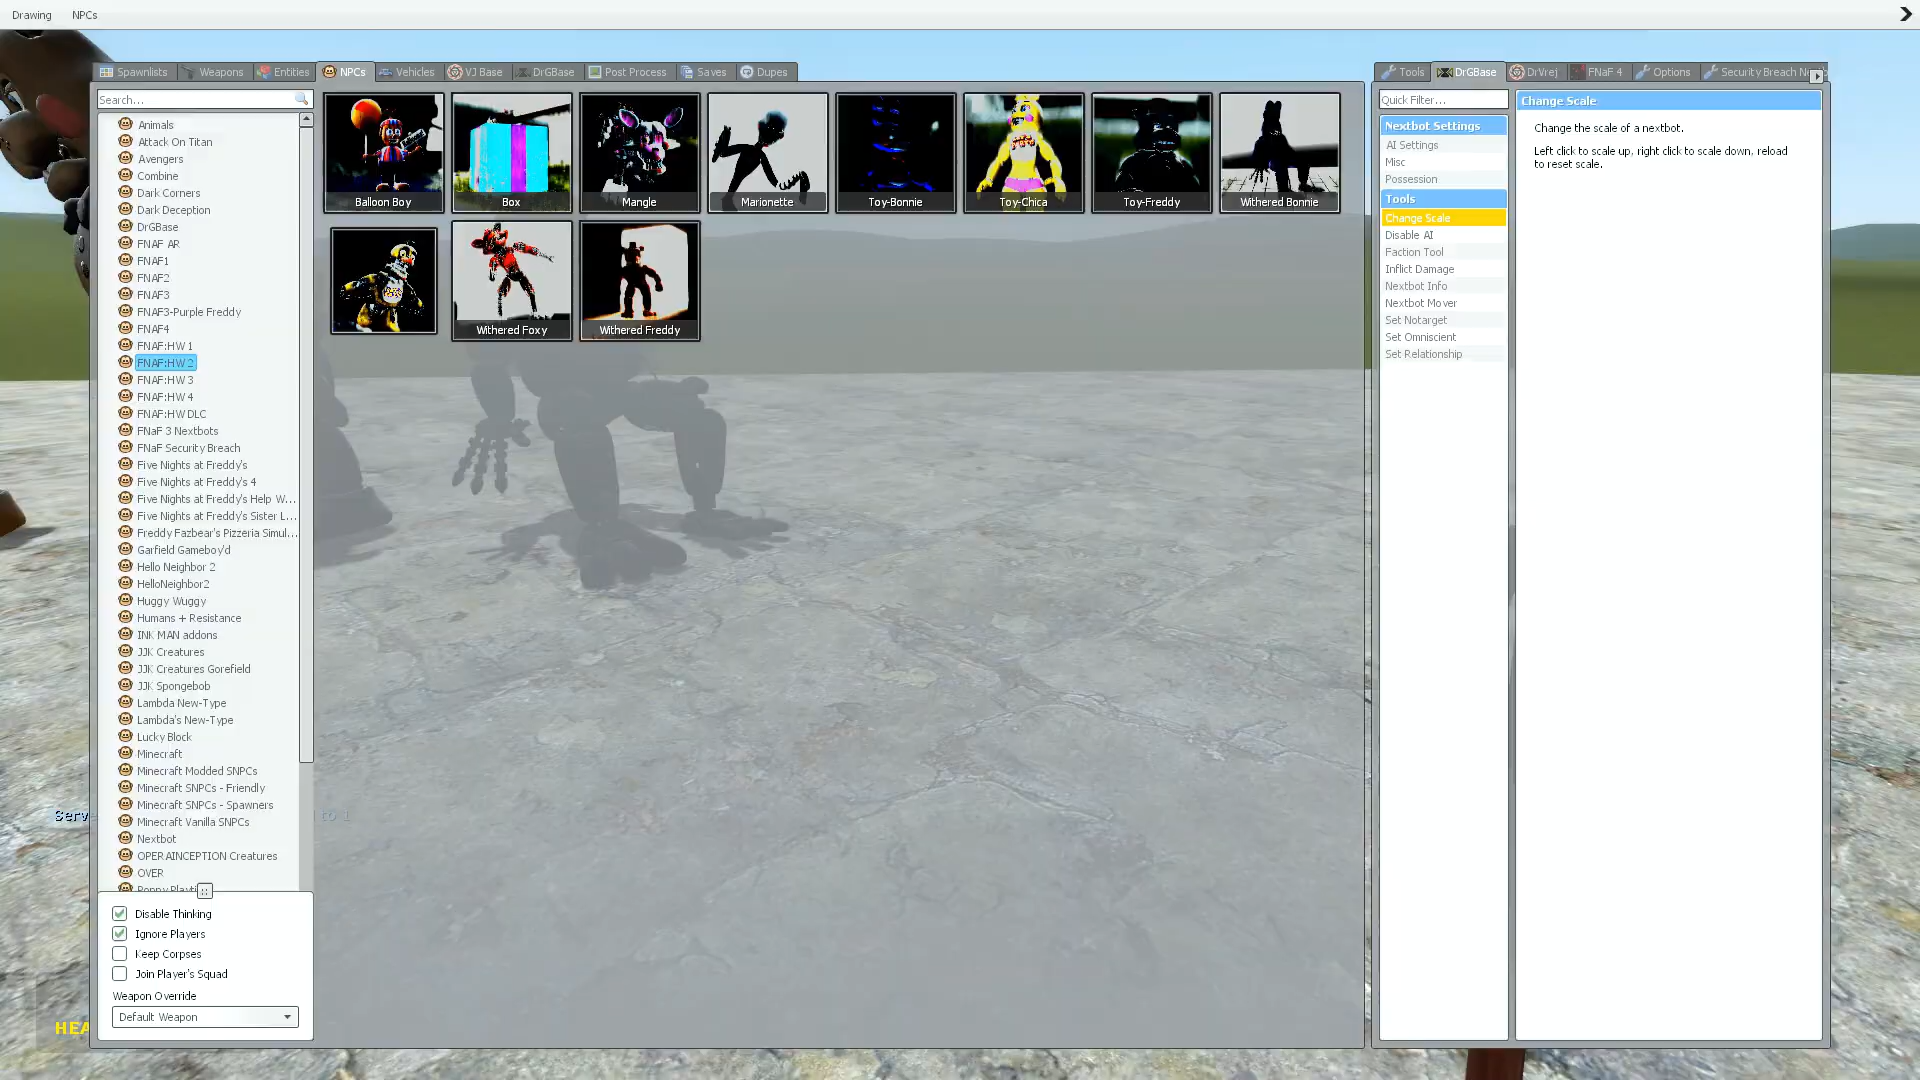 Drawing NPCs
Spawnlists Weapons Entities NPCs Vehicles VJ Base DrGBase Post Process Saves Dupes
Tools DrGBase DrVrej FNaF 4 Options Security Breach
Search...
Animals
Attack On Titan
Avengers
Combine
Dark Corners
Dark Deception
DrGBase
FNAF AR
FNAF1
FNAF2
FNAF3
FNAF3-Purple Freddy
FNAF4
FNAF:HW 1
FNAF:HW 2
FNAF:HW 3
FNAF:HW 4
FNAF:HW DLC
FNaF 3 Nextbots
FNaF Security Breach
Five Nights at Freddy's
Five Nights at Freddy's 4
Five Nights at Freddy's Help W...
Five Nights at Freddy's Sister L...
Freddy Fazbear's Pizzeria Simul...
Garfield Gameboy'd
Hello Neighbor 2
HelloNeighbor2
Huggy Wuggy
Humans + Resistance
INK MAN addons
JJK Creatures
JJK Creatures Gorefield
JJK Spongebob
Lambda New-Type
Lambda's New-Type
Lucky Block
Minecraft
Minecraft Modded SNPCs
Minecraft SNPCs - Friendly
Minecraft SNPCs - Spawners
Minecraft Vanilla SNPCs
Nextbot
OPERAINCEPTION Creatures
OVER
Disable Thinking
Ignore Players
Keep Corpses
Join Player's Squad
Weapon Override
Default Weapon
Balloon Boy
Box
Mangle
Marionette
Toy-Bonnie
Toy-Chica
Toy-Freddy
Withered Bonnie
Withered Foxy
Withered Freddy
Serv
to 1
HEA
Quick Filter...
Nextbot Settings
AI Settings
Misc
Possession
Tools
Change Scale
Disable AI
Faction Tool
Inflict Damage
Nextbot Info
Nextbot Mover
Set Notarget
Set Omniscient
Set Relationship
Change Scale
Change the scale of a nextbot.
Left click to scale up, right click to scale down, reload
to reset scale.